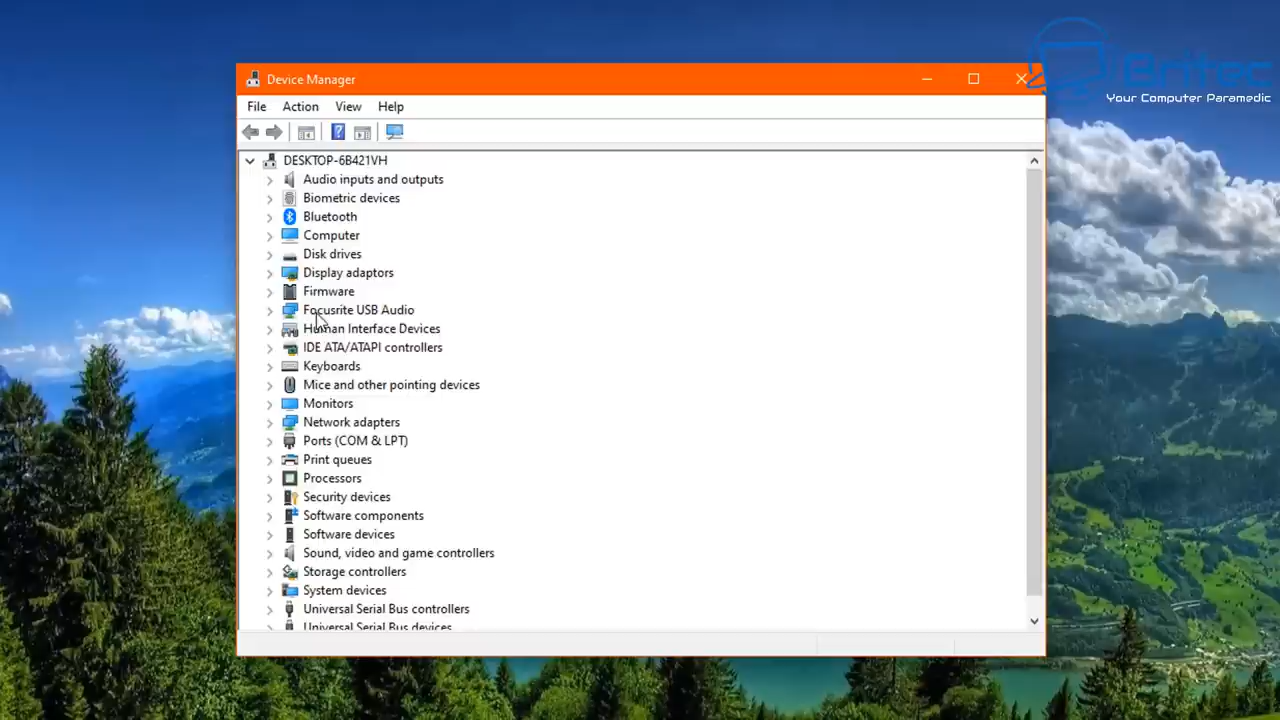 Britec
Your Computer Paramedic
Device Manager
File Action View Help
DESKTOP-6B421VH
Audio inputs and outputs
Biometric devices
Bluetooth
Computer
Disk drives
Display adaptors
Firmware
Focusrite USB Audio
Human Interface Devices
IDE ATA/ATAPI controllers
Keyboards
Mice and other pointing devices
Monitors
Network adapters
Ports (COM & LPT)
Print queues
Processors
Security devices
Software components
Software devices
Sound, video and game controllers
Storage controllers
System devices
Universal Serial Bus controllers
Universal Serial Bus devices